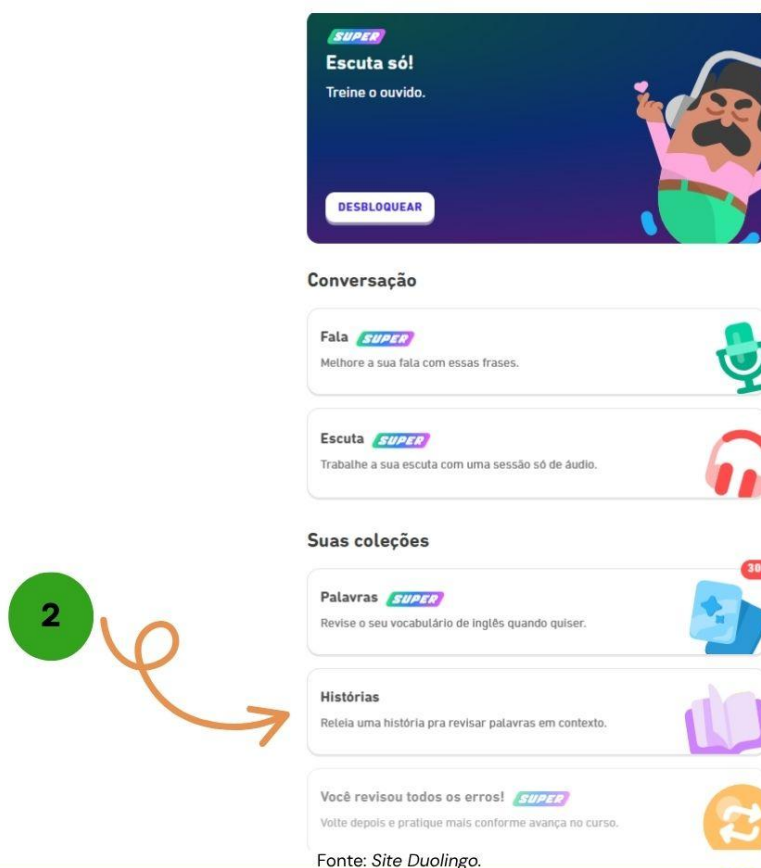 SUPER
Escuta só!
Treine o ouvido.
DESBLOQUEAR
Conversação
Fala SUPER
Melhore a sua fala com essas frases.
Escuta SUPER
Trabalhe a sua escuta com uma sessão só de áudio.
Suas coleções
30
Palavras SUPER
Revise o seu vocabulário de inglês quando quiser.
2
Histórias
Releia uma história pra revisar palavras em contexto.
Você revisou todos os erros! SUPER
Volte depois e pratique mais conforme avança no curso.
Fonte: Site Duolingo.